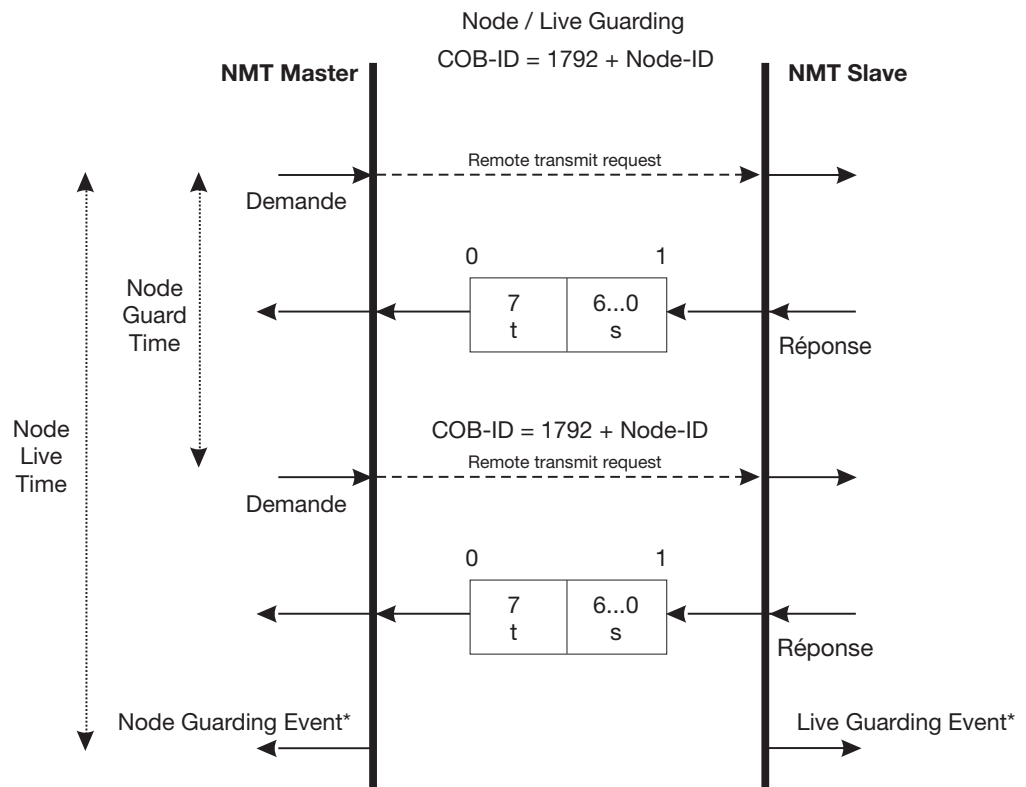 Node / Live Guarding
COB-ID = 1792 + Node-ID
NMT Master
NMT Slave
Remote transmit request
Demande
0 1
Node
Guard
Time
7
t
6...0
s
Réponse
Node
Live
Time
COB-ID = 1792 + Node-ID
Remote transmit request
Demande
0 1
7
t
6...0
s
Réponse
Node Guarding Event*
Live Guarding Event*